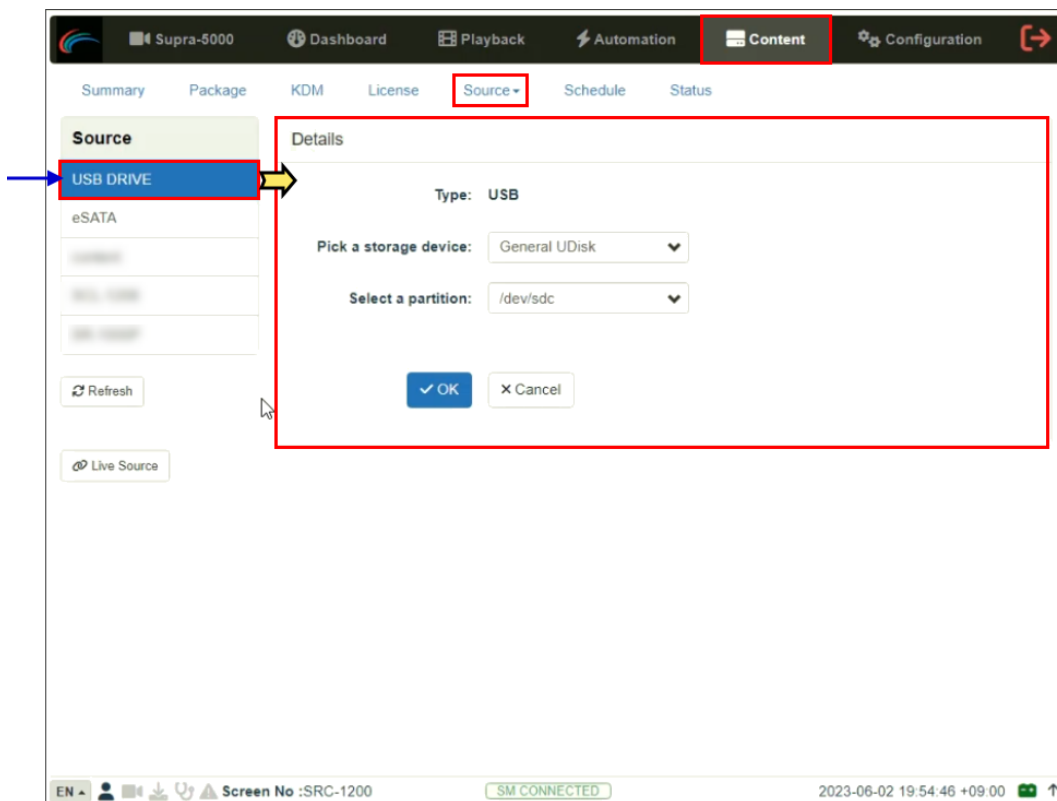 Supra-5000 Dashboard Playback Automation Content Configuration
Summary Package KDM License Source Schedule Status
Source
Details
USB DRIVE
Type: USB
eSATA
Pick a storage device: General UDisk
Select a partition: /dev/sdc
Refresh
OK Cancel
Live Source
EN Screen No :SRC-1200 SM CONNECTED 2023-06-02 19:54:46 +09:00